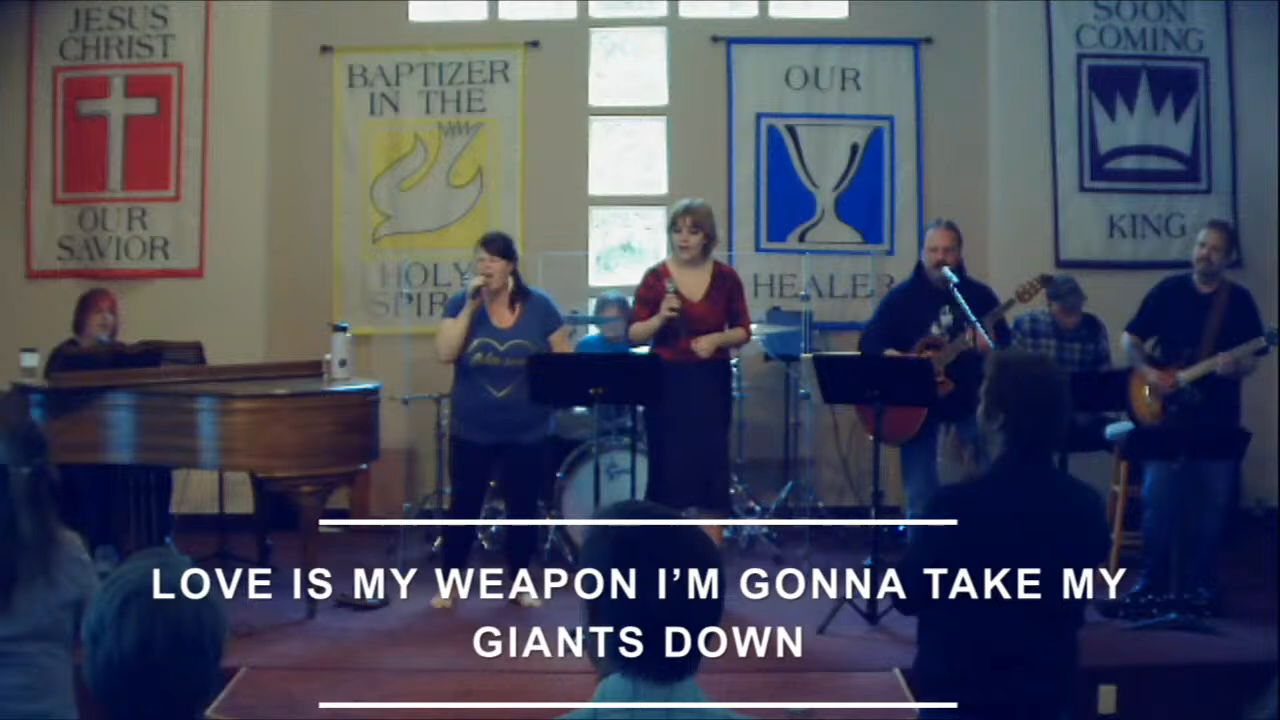 JESUS
CHRIST
OUR
SAVIOR
BAPTIZER
IN THE
HOLY
SPIR
OUR
HEALER
SOON
COMING
KING
LOVE IS MY WEAPON I'M GONNA TAKE MY
GIANTS DOWN